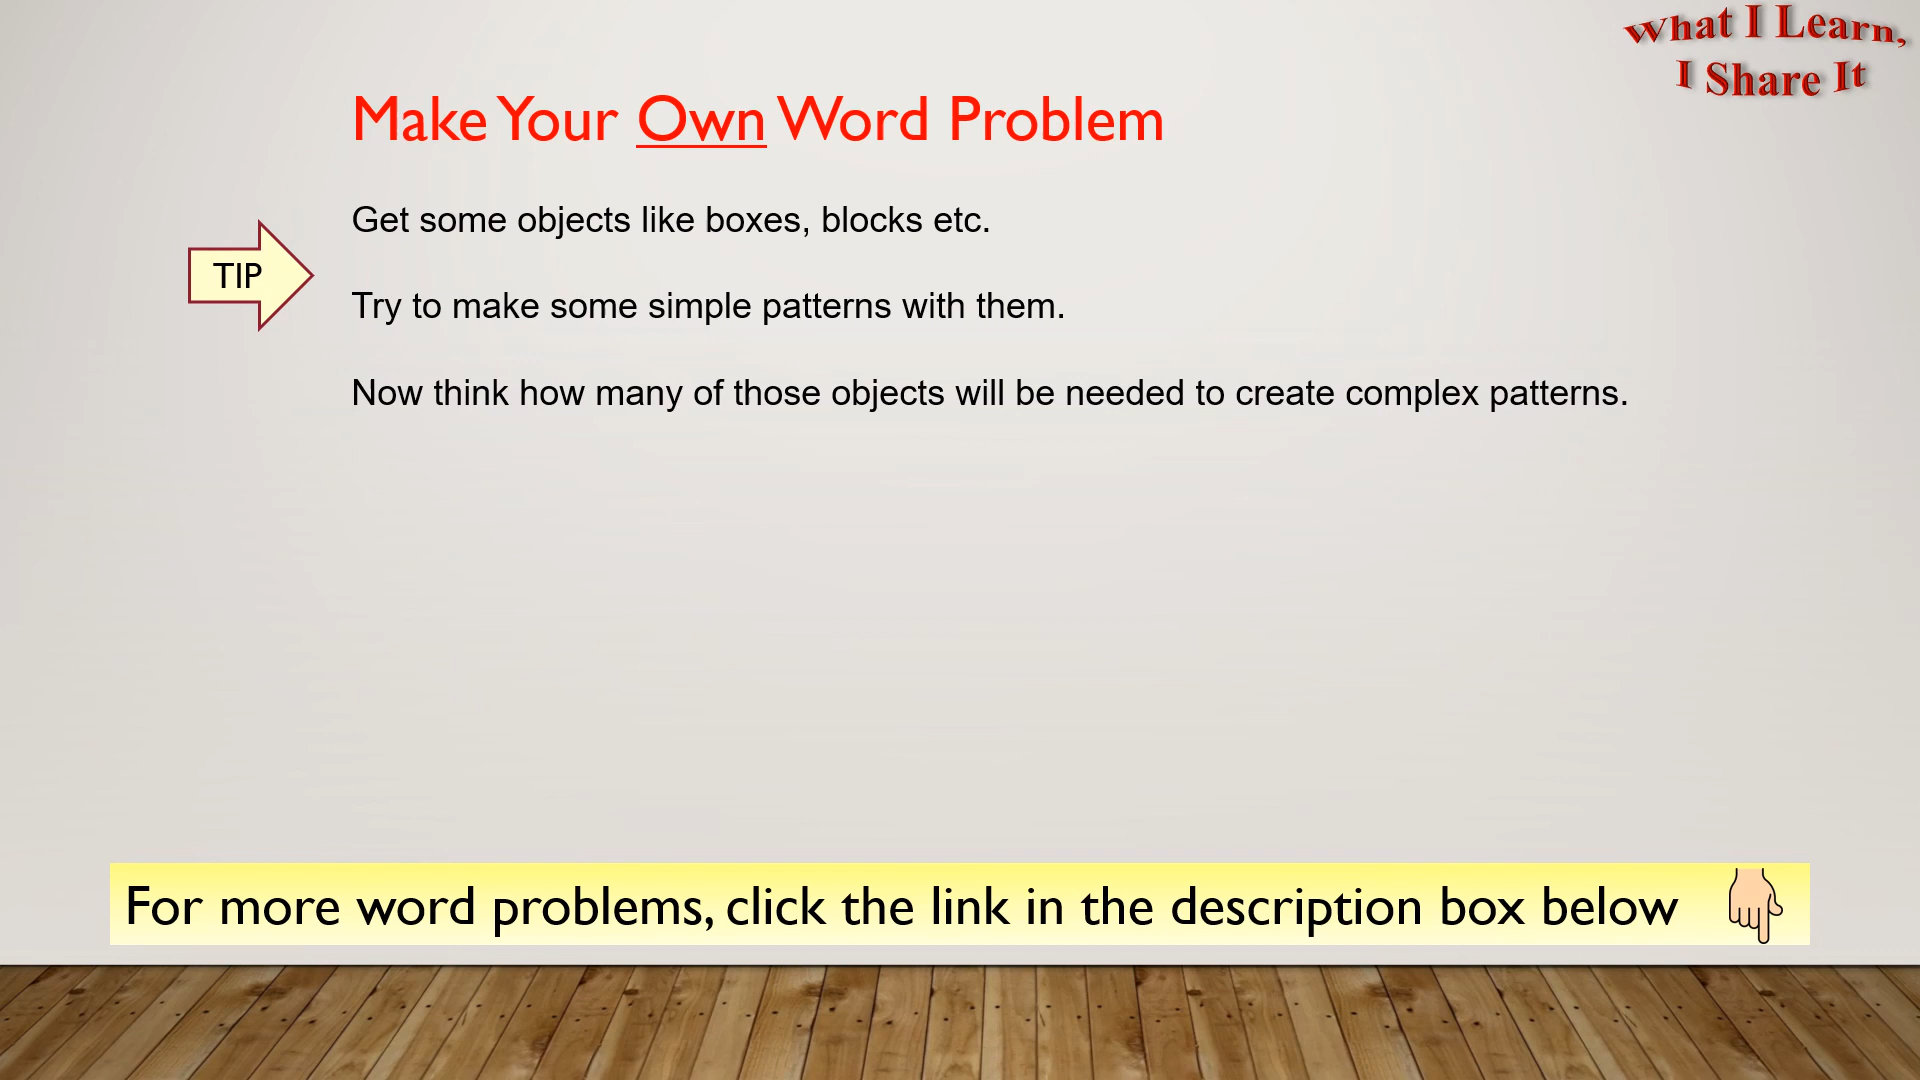 What I Learn,
I Share It
Make Your Own Word Problem
Get some objects like boxes, blocks etc.
TIP
Try to make some simple patterns with them.
Now think how many of those objects will be needed to create complex patterns.
For more word problems, click the link in the description box below